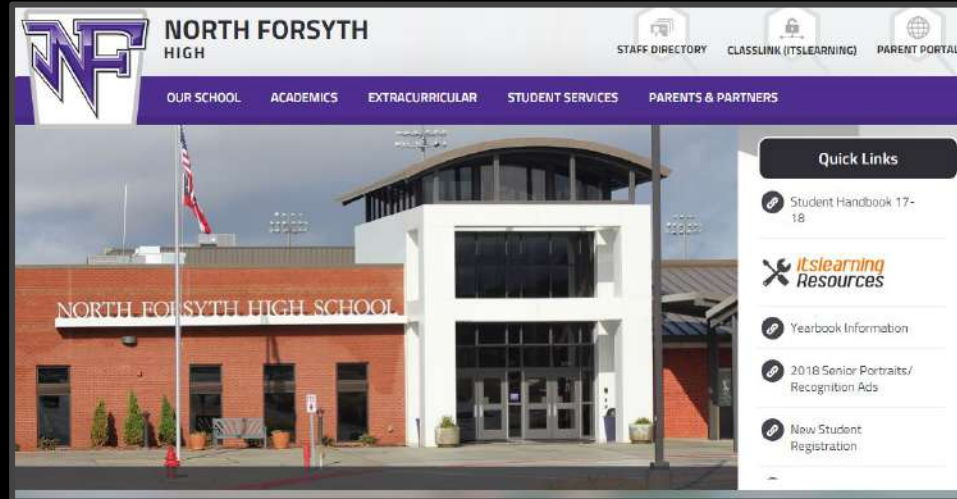 NF
NORTH FORSYTH
HIGH
STAFF DIRECTORY
CLASSLINK (ITSLEARNING)
PARENT PORTAL
OUR SCHOOL
ACADEMICS
EXTRACURRICULAR
STUDENT SERVICES
PARENTS & PARTNERS
NORTH FORSYTH HIGH SCHOOL
Quick Links
Student Handbook 17-
18
itslearning
Resources
Yearbook Information
2018 Senior Portraits/
Recognition Ads
New Student
Registration